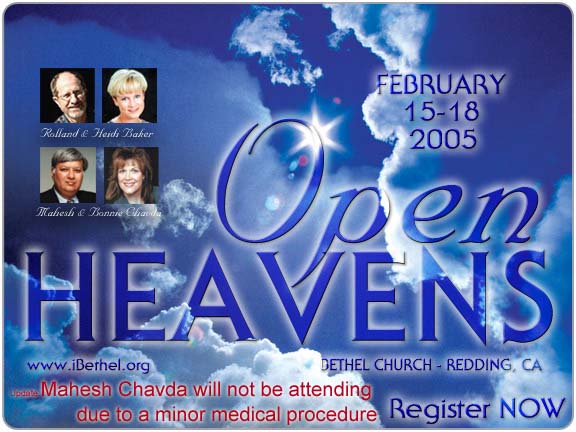 FEBRUARY
15-18
2005
Rolland & Heidi Baker
Mahesh & Bonnie Chavda
Open
HEAVENS
www.iBethel.org
BETHEL CHURCH - REDDING, CA
Update: Mahesh Chavda will not be attending
due to a minor medical procedure
Register NOW